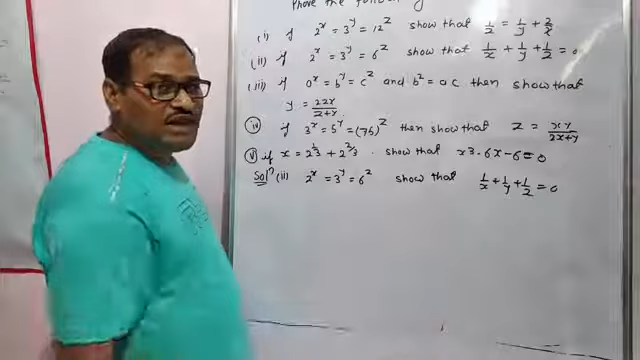 Prove the following
(i) if 2^x = 3^y = 12^z show that 1/z = 1/y + 2/x
(ii) if 2^x = 3^y = 6^z show that 1/x + 1/y + 1/z = 0
(iii) if a^x = b^y = c^z and b^2 = ac then show that
y = 2zx/z+y
(iv) if 3^x = 5^y = (75)^z then show that z = xy/2x+y
(v) if x = 2^1/3 + 2^2/3 . show that x3 - 6x - 6 = 0
Sol? (ii) 2^x = 3^y = 6^z show that 1/x + 1/y + 1/z = 0